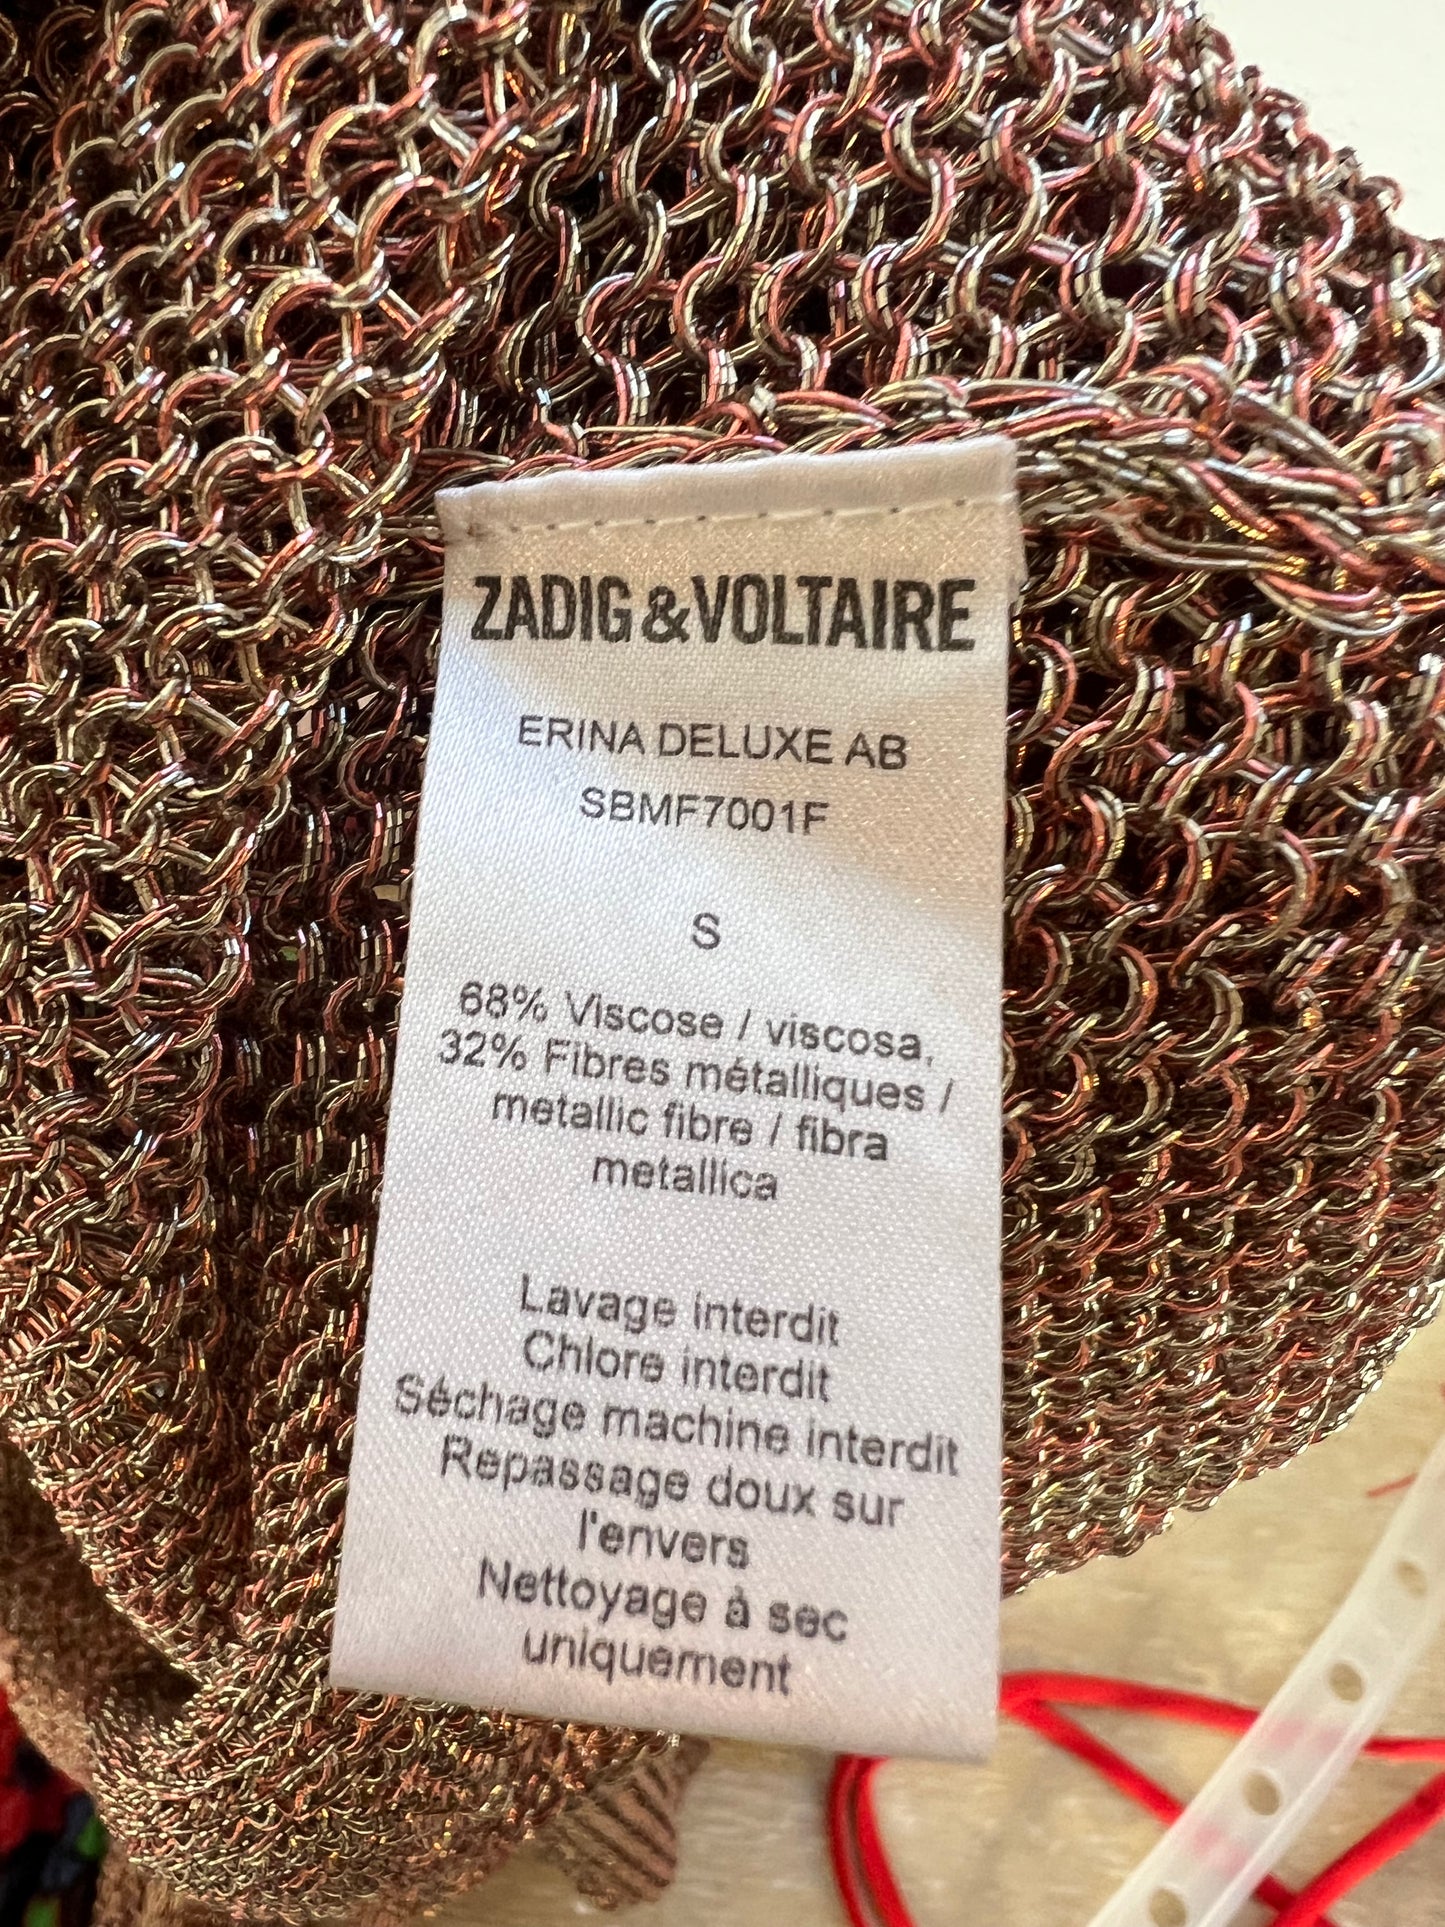 ZADIG&VOLTAIRE
ERINA DELUXE AB
SBMF7001F
S
68% Viscose / viscosa,
32% Fibres métalliques /
metallic fibre / fibra
metallica
Lavage interdit
Chlore interdit
Séchage machine interdit
Repassage doux sur
l'envers
Nettoyage à sec
uniquement